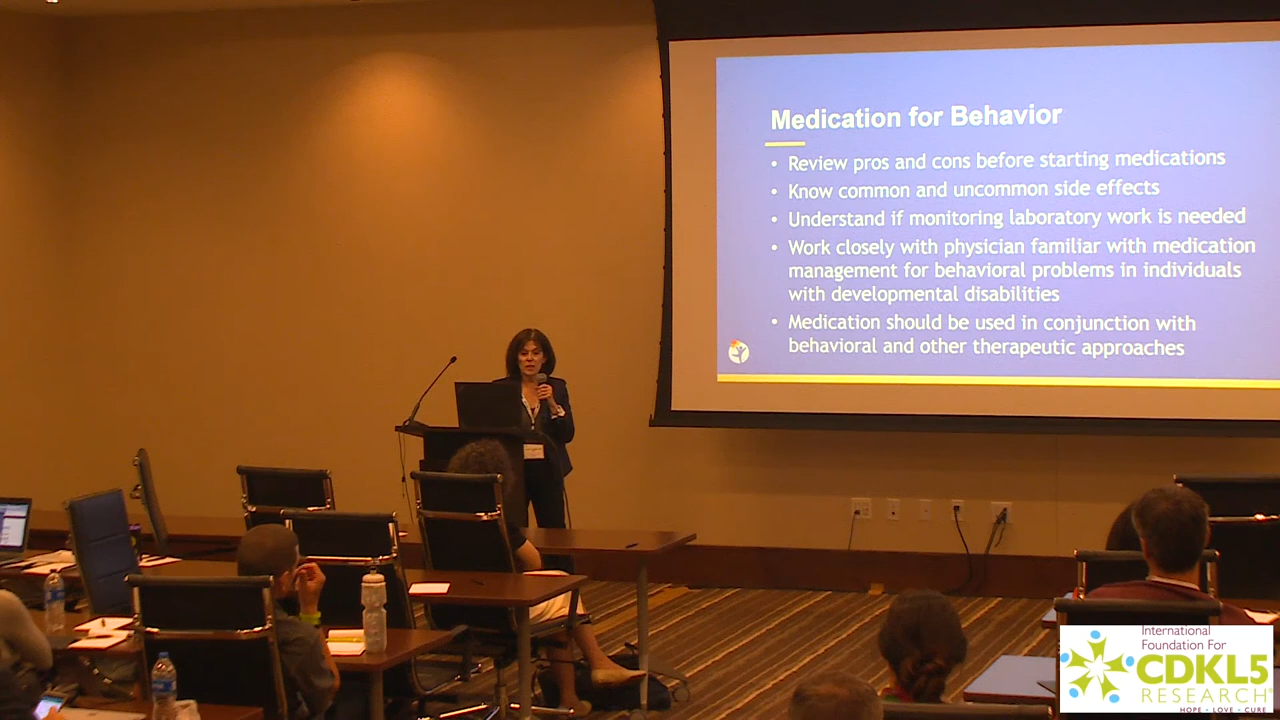 Medication for Behavior
• Review pros and cons before starting medications
• Know common and uncommon side effects
• Understand if monitoring laboratory work is needed
• Work closely with physician familiar with medication
management for behavioral problems in individuals
with developmental disabilities
• Medication should be used in conjunction with
behavioral and other therapeutic approaches
International
Foundation For
CDKL5
RESEARCH
HOPE • LOVE • CURE